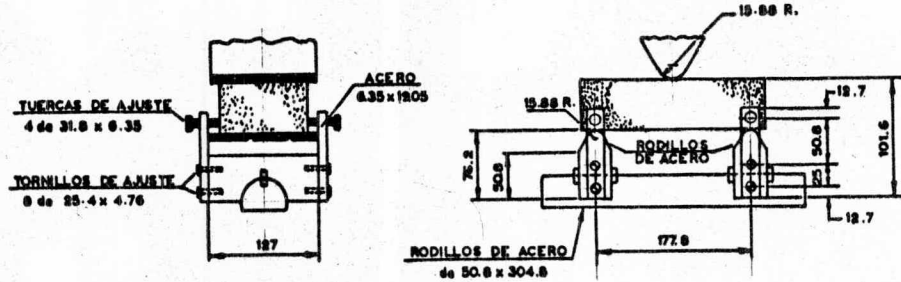 TUERCAS DE AJUSTE
4 de 31.8 x 6.35
TORNILLOS DE AJUSTE
8 de 25.4 x 4.76
ACERO
6.35 x 1905
127
15.88 R.
15.88 R.
12.7
50.8
101.6
25
12.7
76.2
50.8
RODILLOS
DE ACERO
177.8
RODILLOS DE ACERO
de 50.8 x 304.8